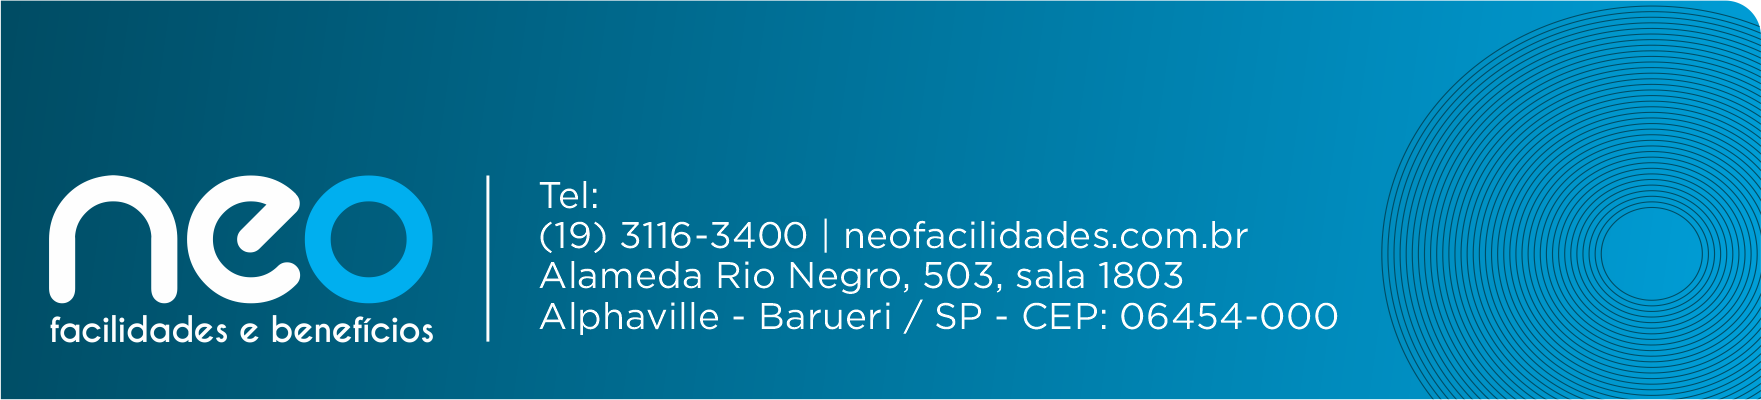 neo
facilidades e benefícios
Tel:
(19) 3116-3400 | neofacilidades.com.br
Alameda Rio Negro, 503, sala 1803
Alphaville - Barueri / SP - CEP: 06454-000